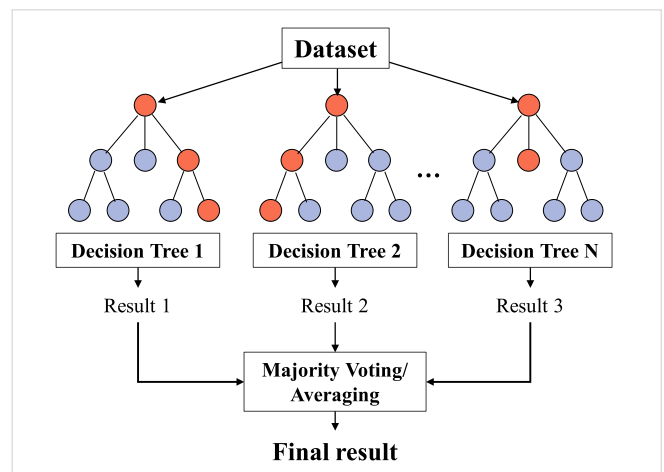 Dataset
...
Decision Tree 1
Decision Tree 2
Decision Tree N
Result 1
Result 2
Result 3
Majority Voting/
Averaging
Final result